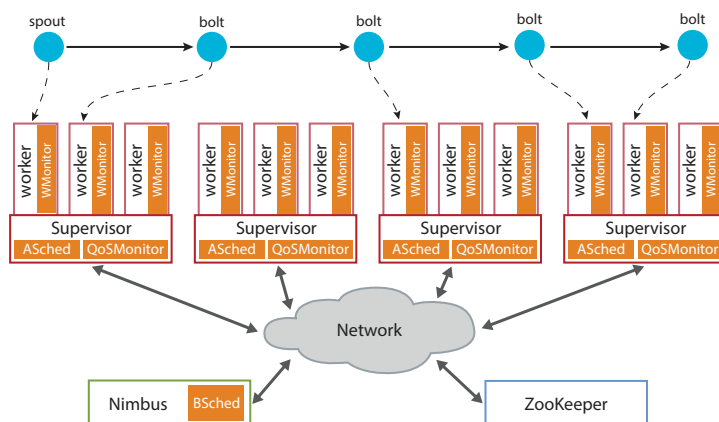 spout bolt bolt bolt bolt
worker WMonitor worker WMonitor worker WMonitor worker WMonitor worker WMonitor worker WMonitor worker WMonitor worker WMonitor worker WMonitor worker WMonitor worker WMonitor worker WMonitor
Supervisor Supervisor Supervisor Supervisor
ASched QoSMonitor ASched QoSMonitor ASched QoSMonitor ASched QoSMonitor
Network
Nimbus BSched ZooKeeper